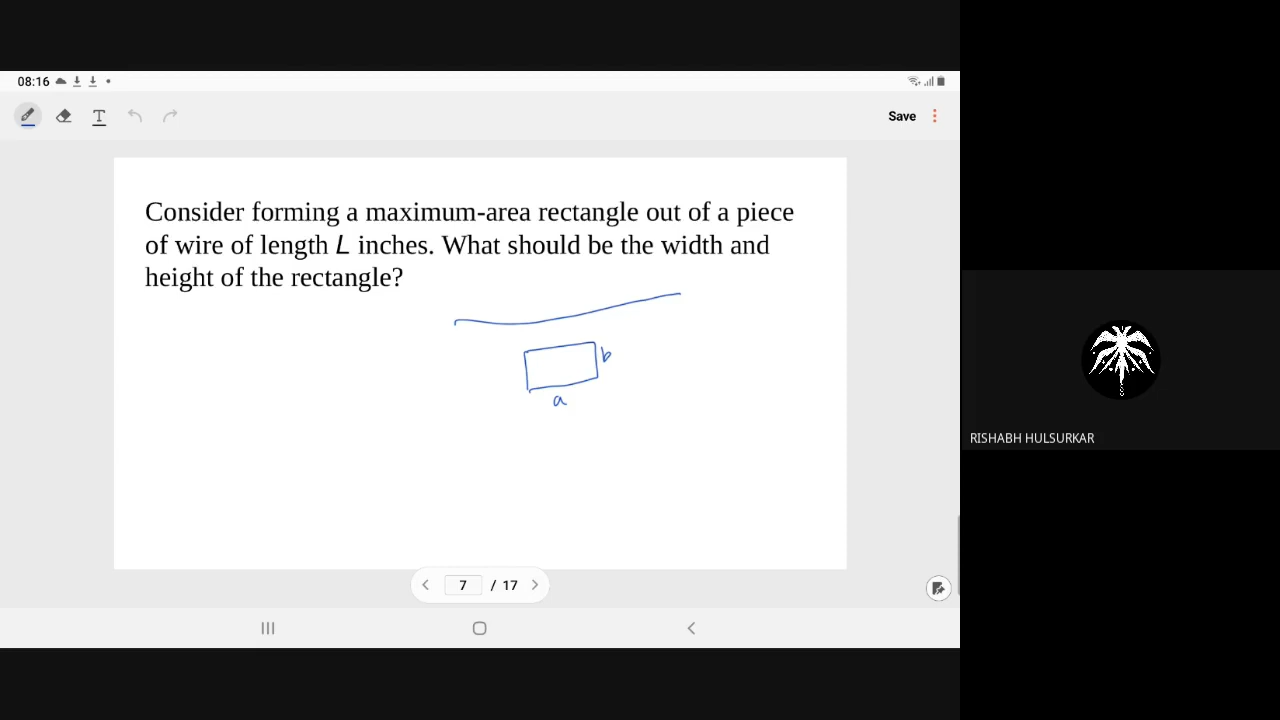 08:16
T
Save
Consider forming a maximum-area rectangle out of a piece
of wire of length L inches. What should be the width and
height of the rectangle?
b
a
RISHABH HULSURKAR
7 / 17